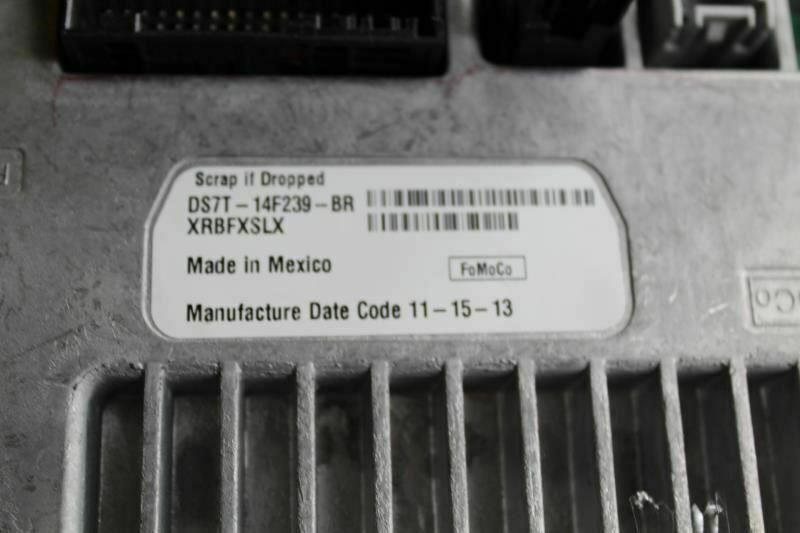 Scrap if Dropped
DS7T-14F239-BR
XRBFXSLX
Made in Mexico
FoMoCo
Manufacture Date Code 11-15-13